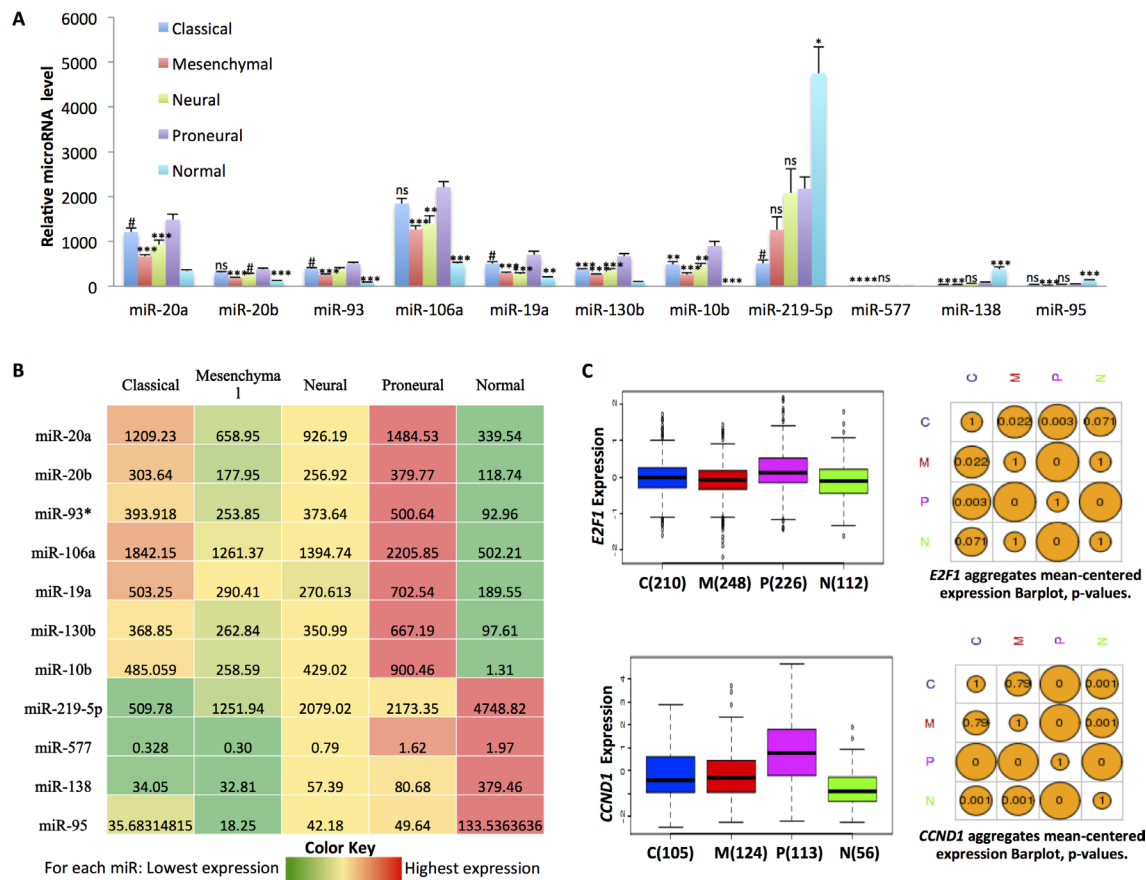 A
6000
5000
4000
3000
2000
1000
0
Relative microRNA level
Classical
Mesenchymal
Neural
Proneural
Normal
# *** *** ns *** # *** # *** *** ns *** ** *** # *** *** ** *** *** *** ** *** ** *** # ns ns * **** ns **** ns *** *** ns ***
miR-20a miR-20b miR-93 miR-106a miR-19a miR-130b miR-10b miR-219-5p miR-577 miR-138 miR-95
B
Classical Mesenchyma Neural Proneural Normal
l
miR-20a 1209.23 658.95 926.19 1484.53 339.54
miR-20b 303.64 177.95 256.92 379.77 118.74
miR-93* 393.918 253.85 373.64 500.64 92.96
miR-106a 1842.15 1261.37 1394.74 2205.85 502.21
miR-19a 503.25 290.41 270.613 702.54 189.55
miR-130b 368.85 262.84 350.99 667.19 97.61
miR-10b 485.059 258.59 429.02 900.46 1.31
miR-219-5p 509.78 1251.94 2079.02 2173.35 4748.82
miR-577 0.328 0.30 0.79 1.62 1.97
miR-138 34.05 32.81 57.39 80.68 379.46
miR-95 35.68314815 18.25 42.18 49.64 133.5363636
Color Key
For each miR: Lowest expression Highest expression
C
E2F1 Expression
2
1
0
-1
-2
C(210) M(248) P(226) N(112)
C M P N
C 1 0.022 0.003 0.071
M 0.022 1 0 1
P 0.003 0 1 0
N 0.071 1 0 1
E2F1 aggregates mean-centered
expression Barplot, p-values.
CCND1 Expression
4
3
2
1
0
-2
C(105) M(124) P(113) N(56)
C M P N
C 1 0.79 0 0.001
M 0.79 1 0 0.001
P 0 0 1 0
N 0.001 0.001 0 1
CCND1 aggregates mean-centered
expression Barplot, p-values.